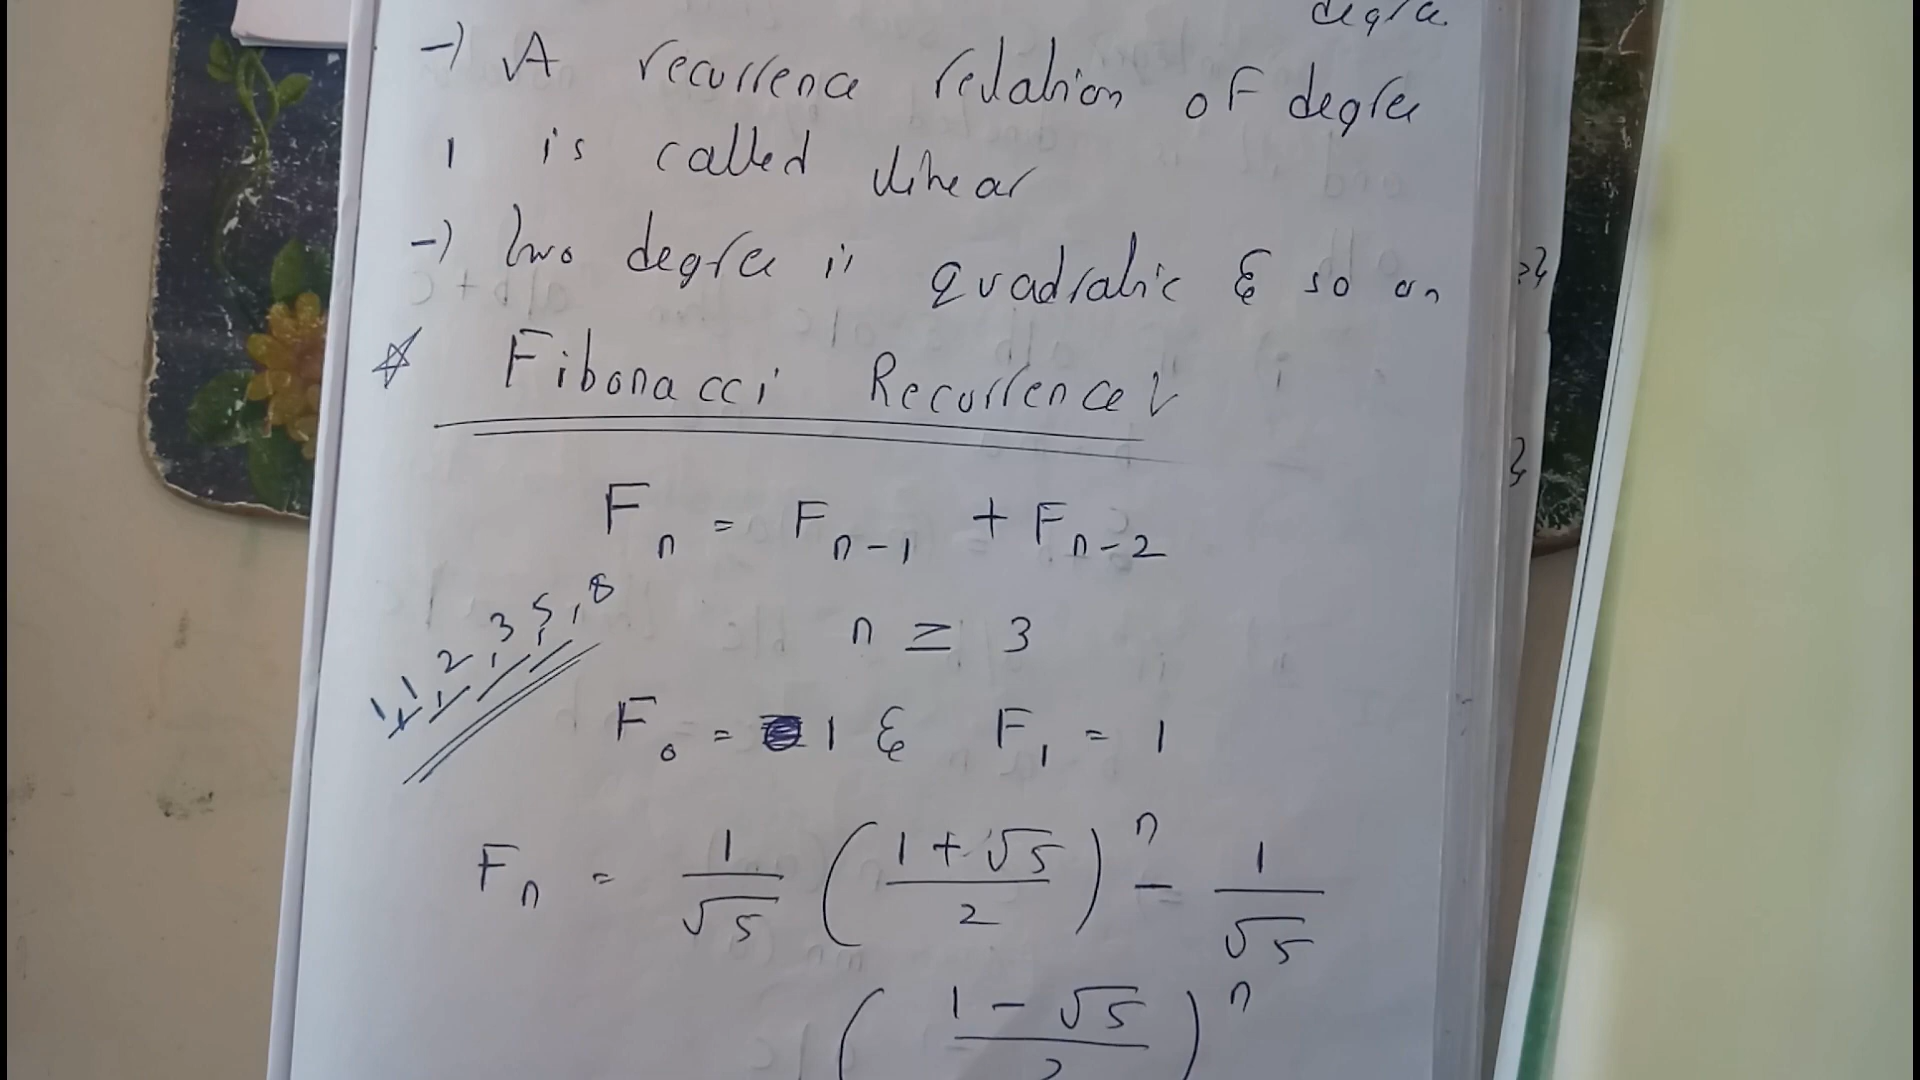 degree
→ A recurrence relation of degree
1 is called linear
→ two degree is quadratic & so on
☆ Fibonacci Recurrence:
Fₙ = Fₙ₋₁ + Fₙ₋₂
n ≥ 3
1, 1, 2, 3, 5, 8
F₀ = 1 & F₁ = 1
Fₙ = 1/√5 ((1+√5)/2)ⁿ - 1/√5
((1-√5)/2)ⁿ